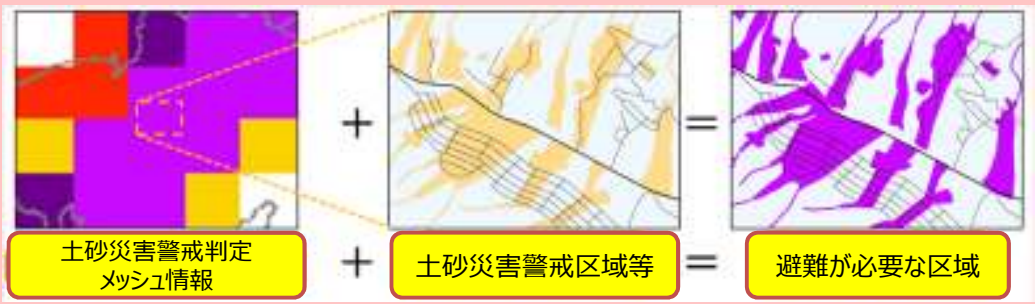 +
=
土砂災害警戒判定
メッシュ情報
+
土砂災害警戒区域等
=
避難が必要な区域